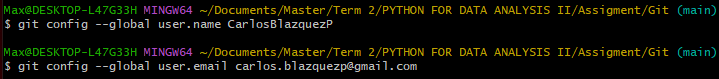 Max@DESKTOP-L47G33H MINGW64 ~/Documents/Master/Term 2/PYTHON FOR DATA ANALYSIS II/Assigment/Git (main)
$ git config --global user.name CarlosBlazquezP
Max@DESKTOP-L47G33H MINGW64 ~/Documents/Master/Term 2/PYTHON FOR DATA ANALYSIS II/Assigment/Git (main)
$ git config --global user.email carlos.blazquezp@gmail.com